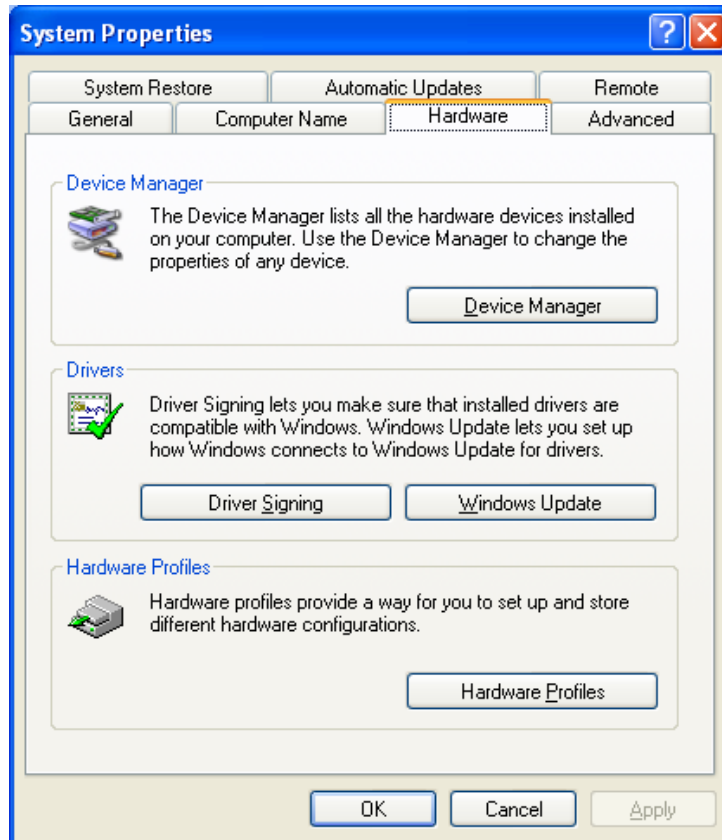 System Properties
System Restore Automatic Updates Remote
General Computer Name Hardware Advanced
Device Manager
The Device Manager lists all the hardware devices installed
on your computer. Use the Device Manager to change the
properties of any device.
Device Manager
Drivers
Driver Signing lets you make sure that installed drivers are
compatible with Windows. Windows Update lets you set up
how Windows connects to Windows Update for drivers.
Driver Signing Windows Update
Hardware Profiles
Hardware profiles provide a way for you to set up and store
different hardware configurations.
Hardware Profiles
OK Cancel Apply